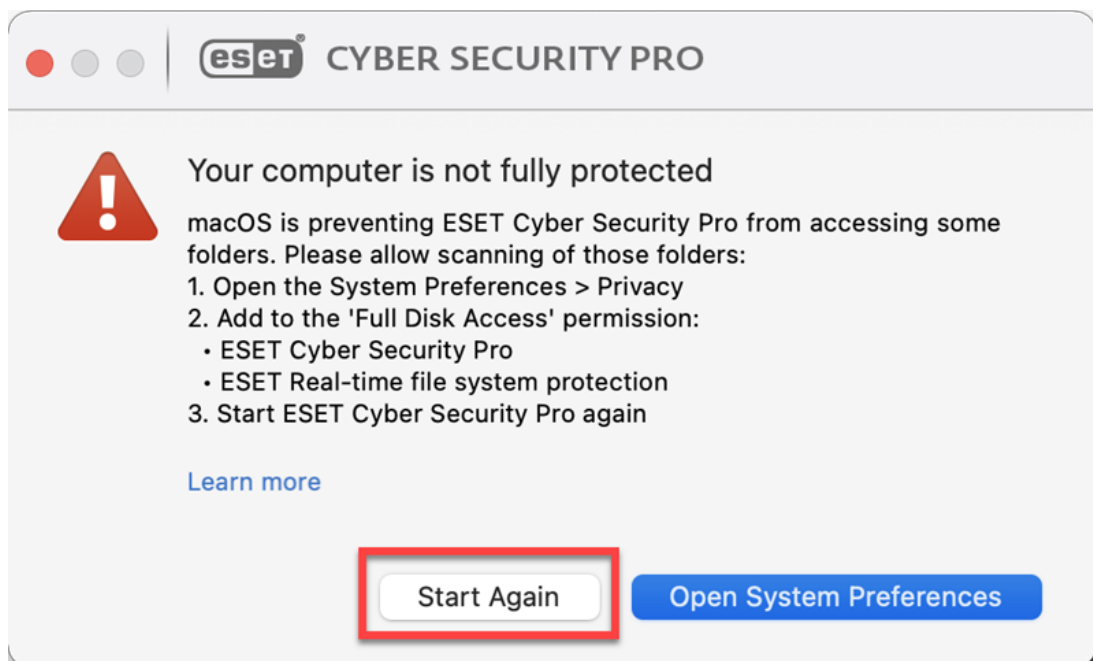 eset® CYBER SECURITY PRO
Your computer is not fully protected
macOS is preventing ESET Cyber Security Pro from accessing some
folders. Please allow scanning of those folders:
1. Open the System Preferences > Privacy
2. Add to the 'Full Disk Access' permission:
• ESET Cyber Security Pro
• ESET Real-time file system protection
3. Start ESET Cyber Security Pro again
Learn more
Start Again Open System Preferences